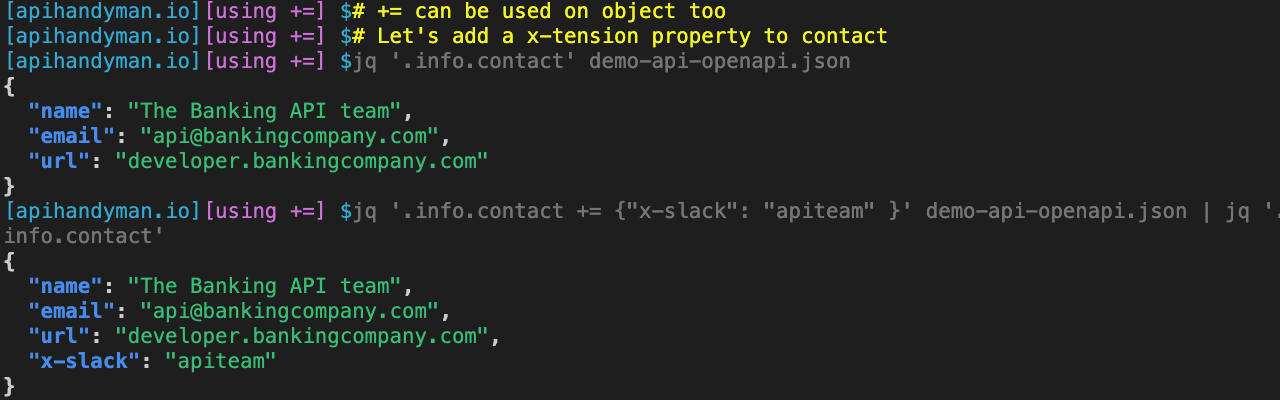 [apihandyman.io][using +=] $# += can be used on object too
[apihandyman.io][using +=] $# Let's add a x-tension property to contact
[apihandyman.io][using +=] $jq '.info.contact' demo-api-openapi.json
{
  "name": "The Banking API team",
  "email": "api@bankingcompany.com",
  "url": "developer.bankingcompany.com"
}
[apihandyman.io][using +=] $jq '.info.contact += {"x-slack": "apiteam" }' demo-api-openapi.json | jq '.
info.contact'
{
  "name": "The Banking API team",
  "email": "api@bankingcompany.com",
  "url": "developer.bankingcompany.com",
  "x-slack": "apiteam"
}